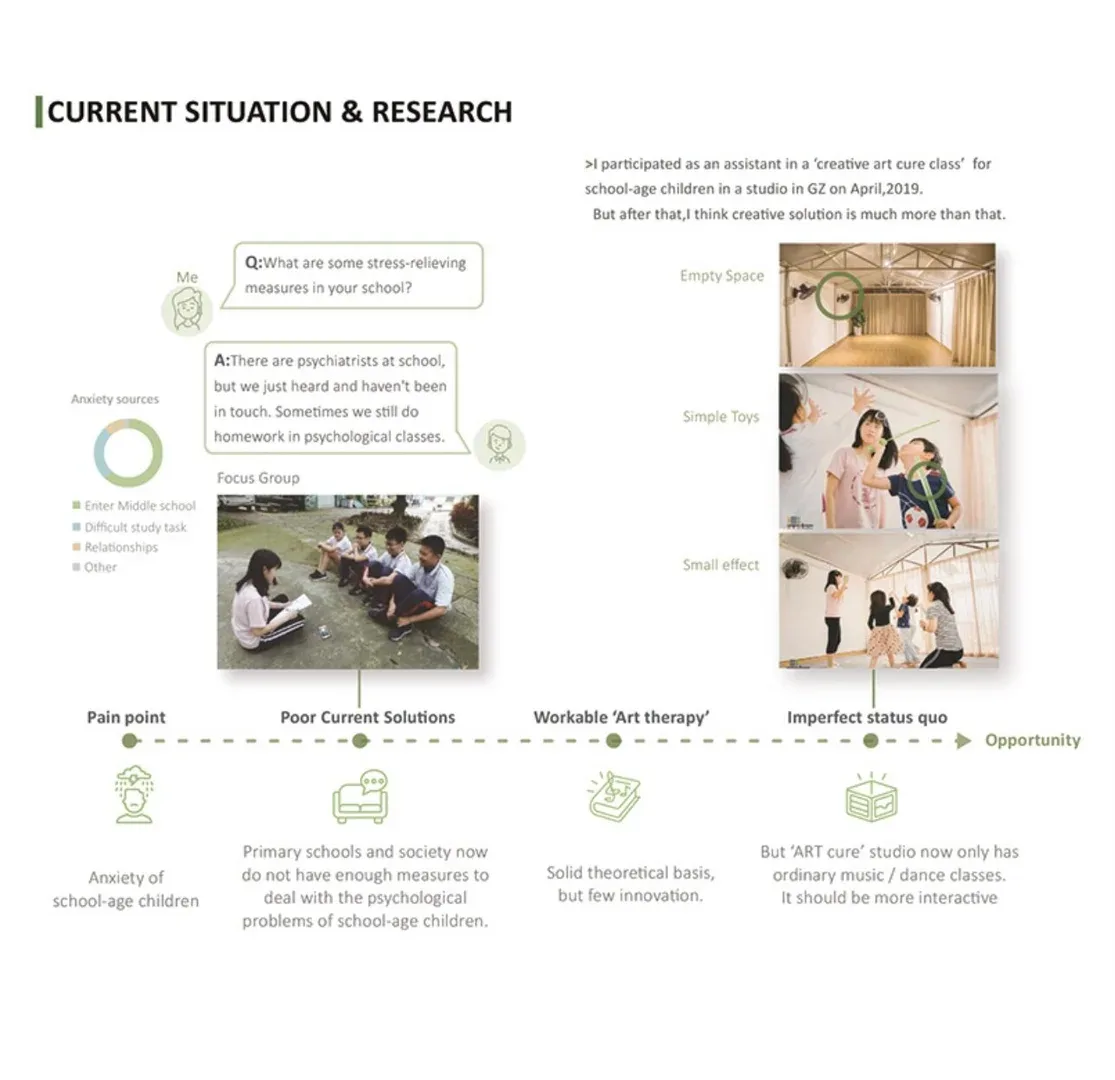 CURRENT SITUATION & RESEARCH
>I participated as an assistant in a ‘creative art cure class’ for
school-age children in a studio in GZ on April,2019.
But after that,I think creative solution is much more than that.
Me
Q:What are some stress-relieving
measures in your school?
A:There are psychiatrists at school,
but we just heard and haven't been
in touch. Sometimes we still do
homework in psychological classes.
Anxiety sources
Enter Middle school
Difficult study task
Relationships
Other
Focus Group
Empty Space
Simple Toys
Small effect
Pain point
Poor Current Solutions
Workable ‘Art therapy’
Imperfect status quo
Opportunity
Anxiety of
school-age children
Primary schools and society now
do not have enough measures to
deal with the psychological
problems of school-age children.
Solid theoretical basis,
but few innovation.
But ‘ART cure’ studio now only has
ordinary music / dance classes.
It should be more interactive